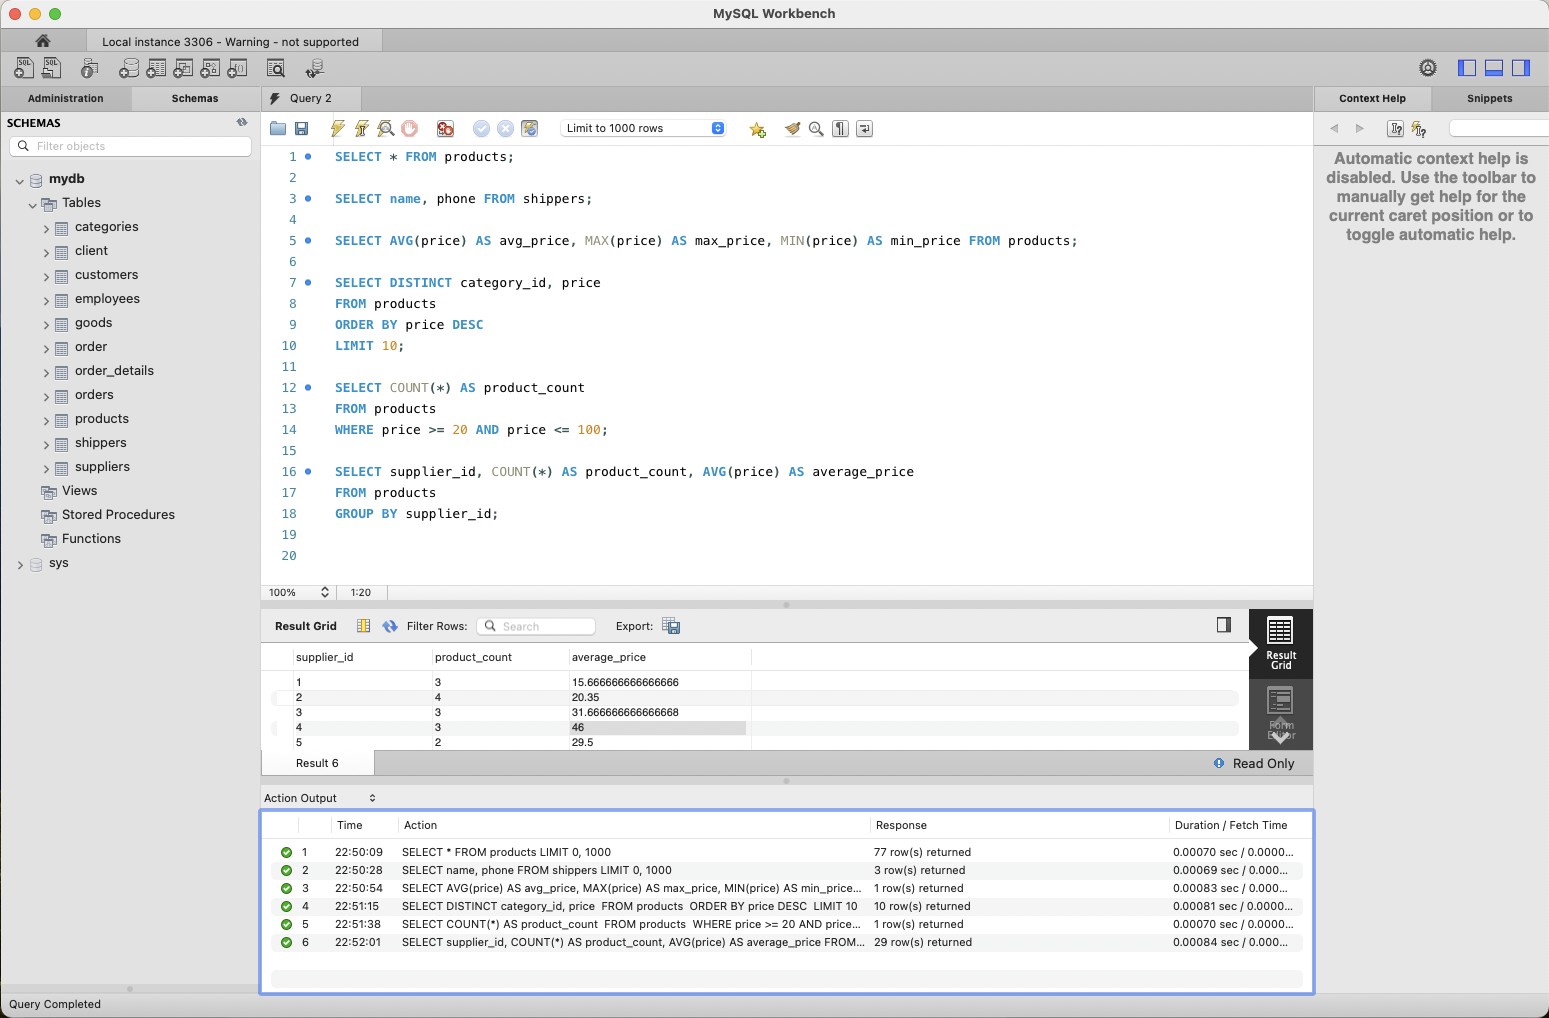 MySQL Workbench
Local instance 3306 - Warning - not supported
Administration
Schemas
Query 2
Context Help
Snippets
SCHEMAS
Filter objects
mydb
Tables
categories
client
customers
employees
goods
order
order_details
orders
products
shippers
suppliers
Views
Stored Procedures
Functions
sys
Limit to 1000 rows
1 SELECT * FROM products;
2
3 SELECT name, phone FROM shippers;
4
5 SELECT AVG(price) AS avg_price, MAX(price) AS max_price, MIN(price) AS min_price FROM products;
6
7 SELECT DISTINCT category_id, price
8 FROM products
9 ORDER BY price DESC
10 LIMIT 10;
11
12 SELECT COUNT(*) AS product_count
13 FROM products
14 WHERE price >= 20 AND price <= 100;
15
16 SELECT supplier_id, COUNT(*) AS product_count, AVG(price) AS average_price
17 FROM products
18 GROUP BY supplier_id;
19
20
100% 1:20
Automatic context help is
disabled. Use the toolbar to
manually get help for the
current caret position or to
toggle automatic help.
Result Grid Filter Rows: Search Export:
supplier_id product_count average_price
1 3 15.666666666666666
2 4 20.35
3 3 31.666666666666668
4 3 46
5 2 29.5
Result
Grid
Form
Editor
Result 6
Read Only
Action Output
Time Action Response Duration / Fetch Time
1 22:50:09 SELECT * FROM products LIMIT 0, 1000 77 row(s) returned 0.00070 sec / 0.0000...
2 22:50:28 SELECT name, phone FROM shippers LIMIT 0, 1000 3 row(s) returned 0.00069 sec / 0.0000...
3 22:50:54 SELECT AVG(price) AS avg_price, MAX(price) AS max_price, MIN(price) AS min_price... 1 row(s) returned 0.00083 sec / 0.000...
4 22:51:15 SELECT DISTINCT category_id, price FROM products ORDER BY price DESC LIMIT 10 10 row(s) returned 0.00081 sec / 0.000...
5 22:51:38 SELECT COUNT(*) AS product_count FROM products WHERE price >= 20 AND price... 1 row(s) returned 0.00070 sec / 0.000...
6 22:52:01 SELECT supplier_id, COUNT(*) AS product_count, AVG(price) AS average_price FROM... 29 row(s) returned 0.00084 sec / 0.000...
Query Completed